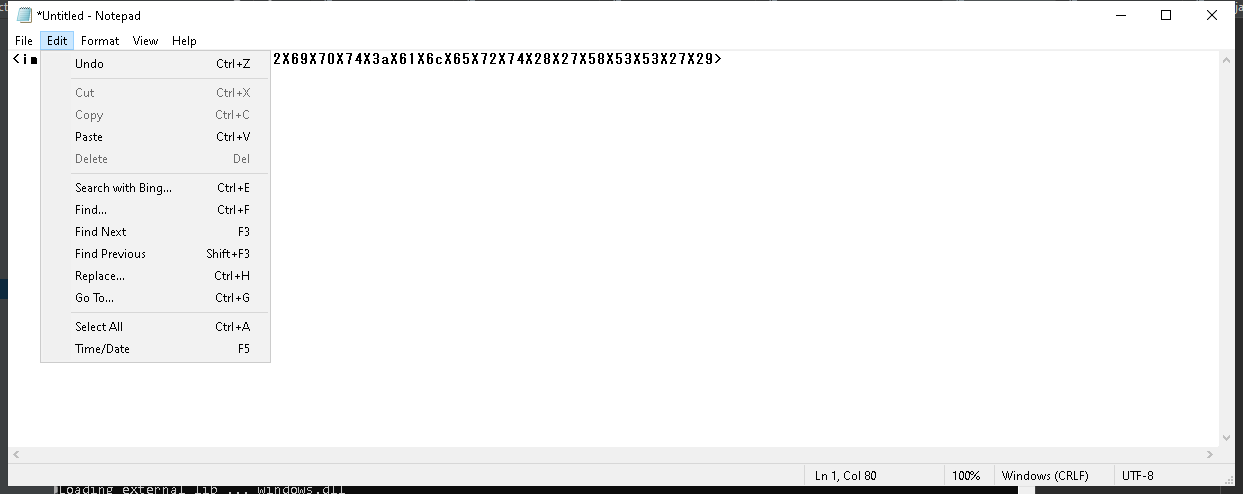 *Untitled - Notepad
File Edit Format View Help
<im 2X69X70X74X3aX61X6cX65X72X74X28X27X58X53X53X27X29>
Undo Ctrl+Z
Cut Ctrl+X
Copy Ctrl+C
Paste Ctrl+V
Delete Del
Search with Bing... Ctrl+E
Find... Ctrl+F
Find Next F3
Find Previous Shift+F3
Replace... Ctrl+H
Go To... Ctrl+G
Select All Ctrl+A
Time/Date F5
Ln 1, Col 80 100% Windows (CRLF) UTF-8
Loading external lib ... windows.dll